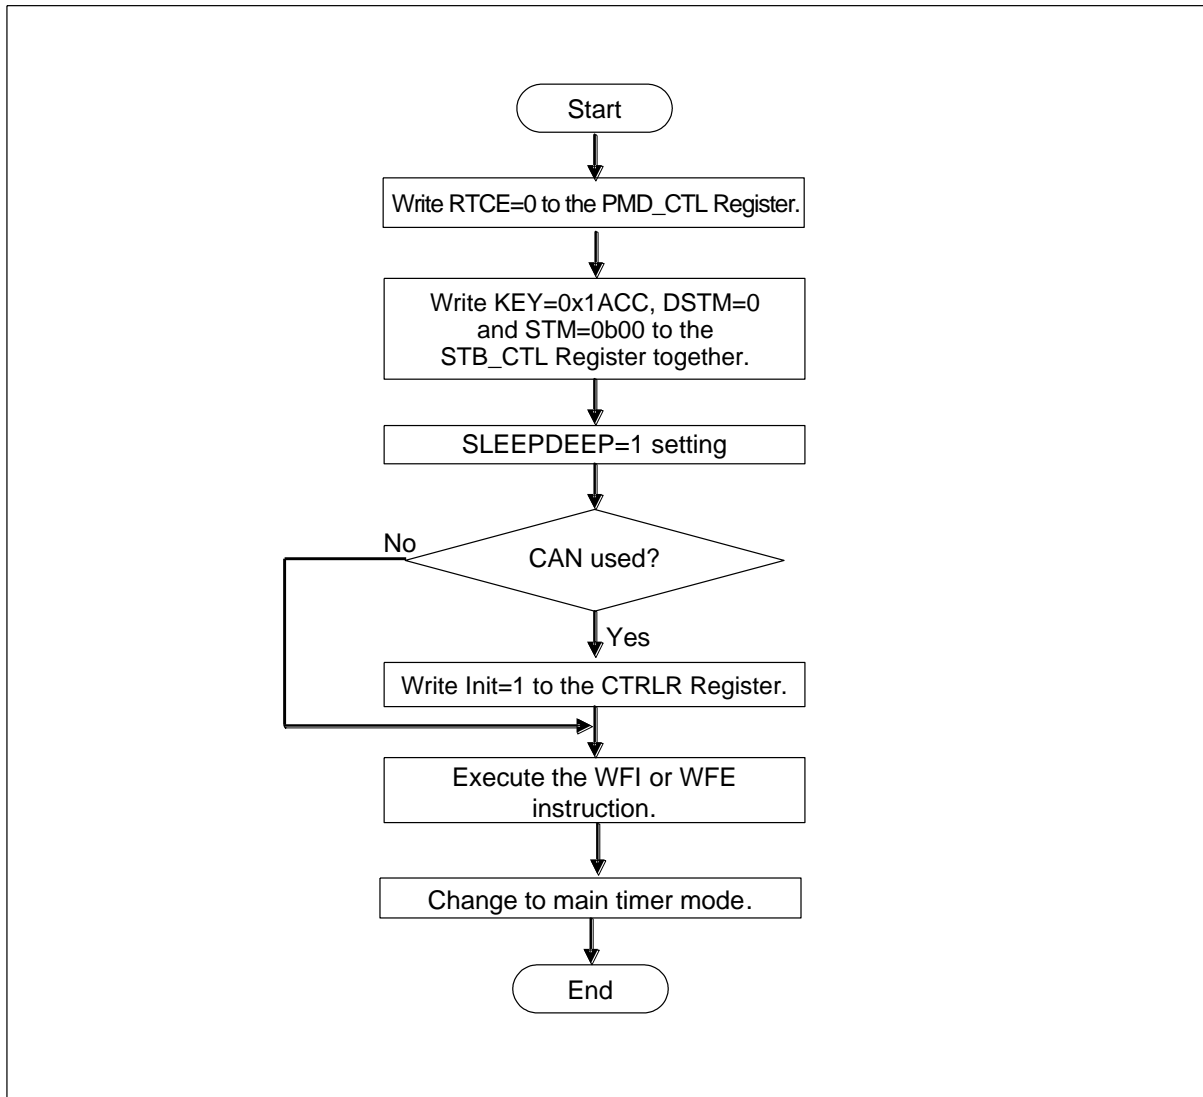 Start
Write RTCE=0 to the PMD_CTL Register.
Write KEY=0x1ACC, DSTM=0
and STM=0b00 to the
STB_CTL Register together.
SLEEPDEEP=1 setting
No
CAN used?
Yes
Write Init=1 to the CTRLR Register.
Execute the WFI or WFE
instruction.
Change to main timer mode.
End